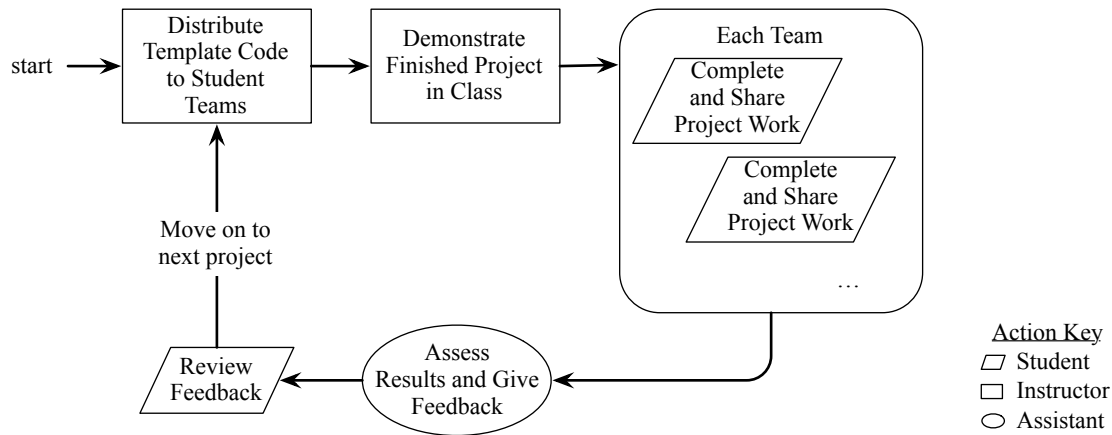 start
Distribute
Template Code
to Student
Teams
Demonstrate
Finished Project
in Class
Each Team
Complete
and Share
Project Work
Complete
and Share
Project Work
…
Move on to
next project
Review
Feedback
Assess
Results and Give
Feedback
Action Key
Student
Instructor
Assistant